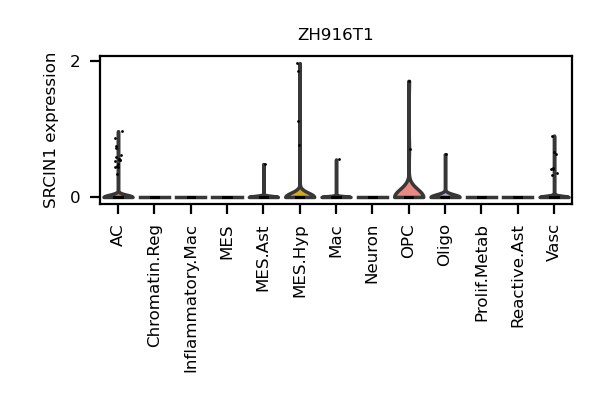 ZH916T1
SRCIN1 expression
2
0
AC
Chromatin.Reg
Inflammatory.Mac
MES
MES.Ast
MES.Hyp
Mac
Neuron
OPC
Oligo
Prolif.Metab
Reactive.Ast
Vasc